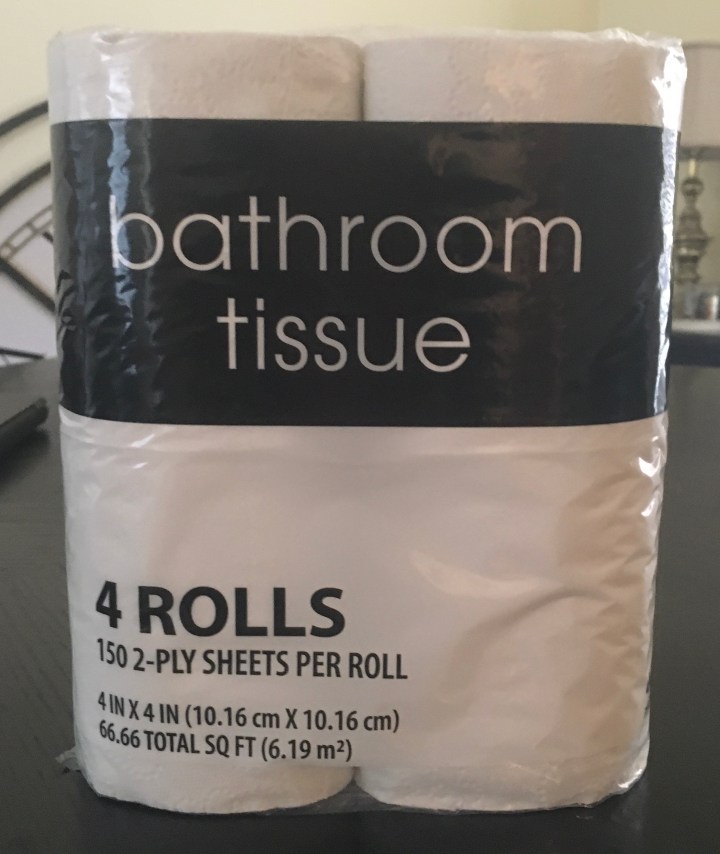 bathroom
tissue
4 ROLLS
150 2-PLY SHEETS PER ROLL
4 IN X 4 IN (10.16 cm X 10.16 cm)
66.66 TOTAL SQ FT (6.19 m²)